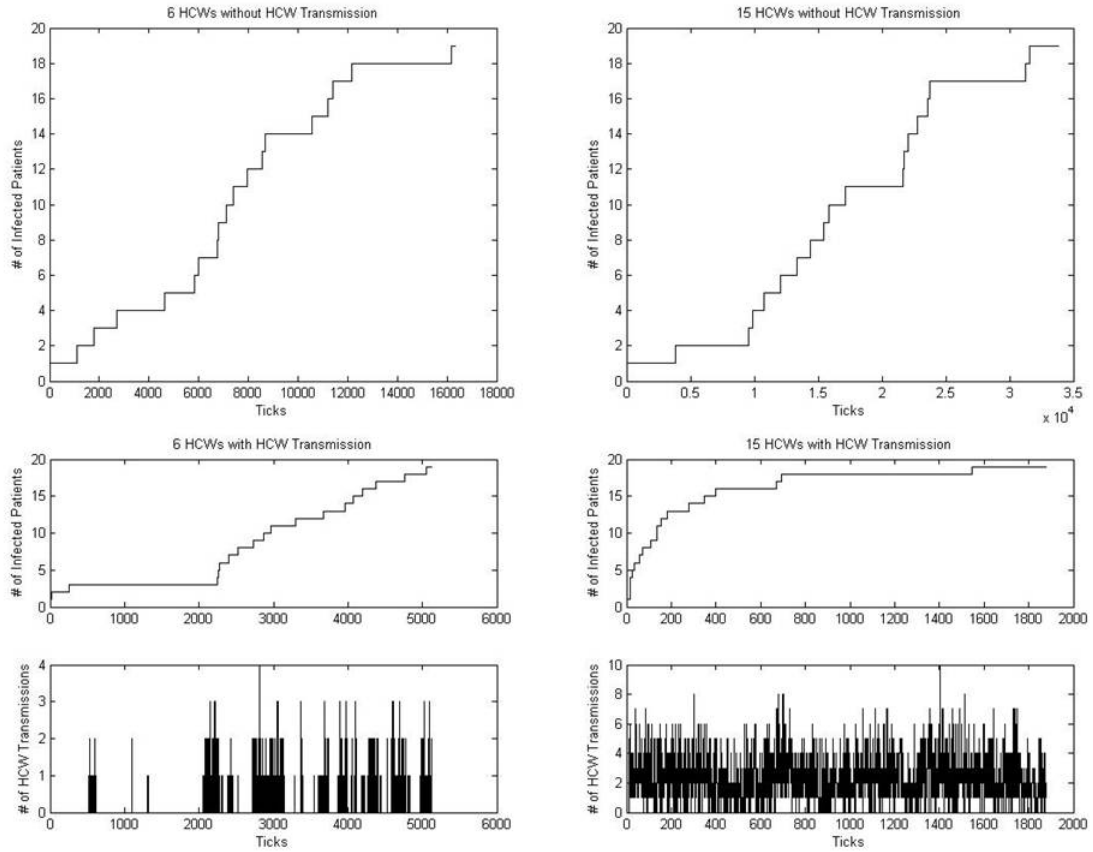 6 HCWs without HCW Transmission
20
18
16
14
12
10
8
6
4
2
0
# of Infected Patients
0 2000 4000 6000 8000 10000 12000 14000 16000 18000
Ticks
15 HCWs without HCW Transmission
20
18
16
14
12
10
8
6
4
2
0
# of Infected Patients
0 0.5 1 1.5 2 2.5 3 3.5
Ticks
x 10^4
6 HCWs with HCW Transmission
20
15
10
5
0
# of Infected Patients
0 1000 2000 3000 4000 5000 6000
15 HCWs with HCW Transmission
20
15
10
5
0
# of Infected Patients
0 200 400 600 800 1000 1200 1400 1600 1800 2000
4
3
2
1
0
# of HCW Transmissions
0 1000 2000 3000 4000 5000 6000
Ticks
10
8
6
4
2
0
# of HCW Transmissions
0 200 400 600 800 1000 1200 1400 1600 1800 2000
Ticks